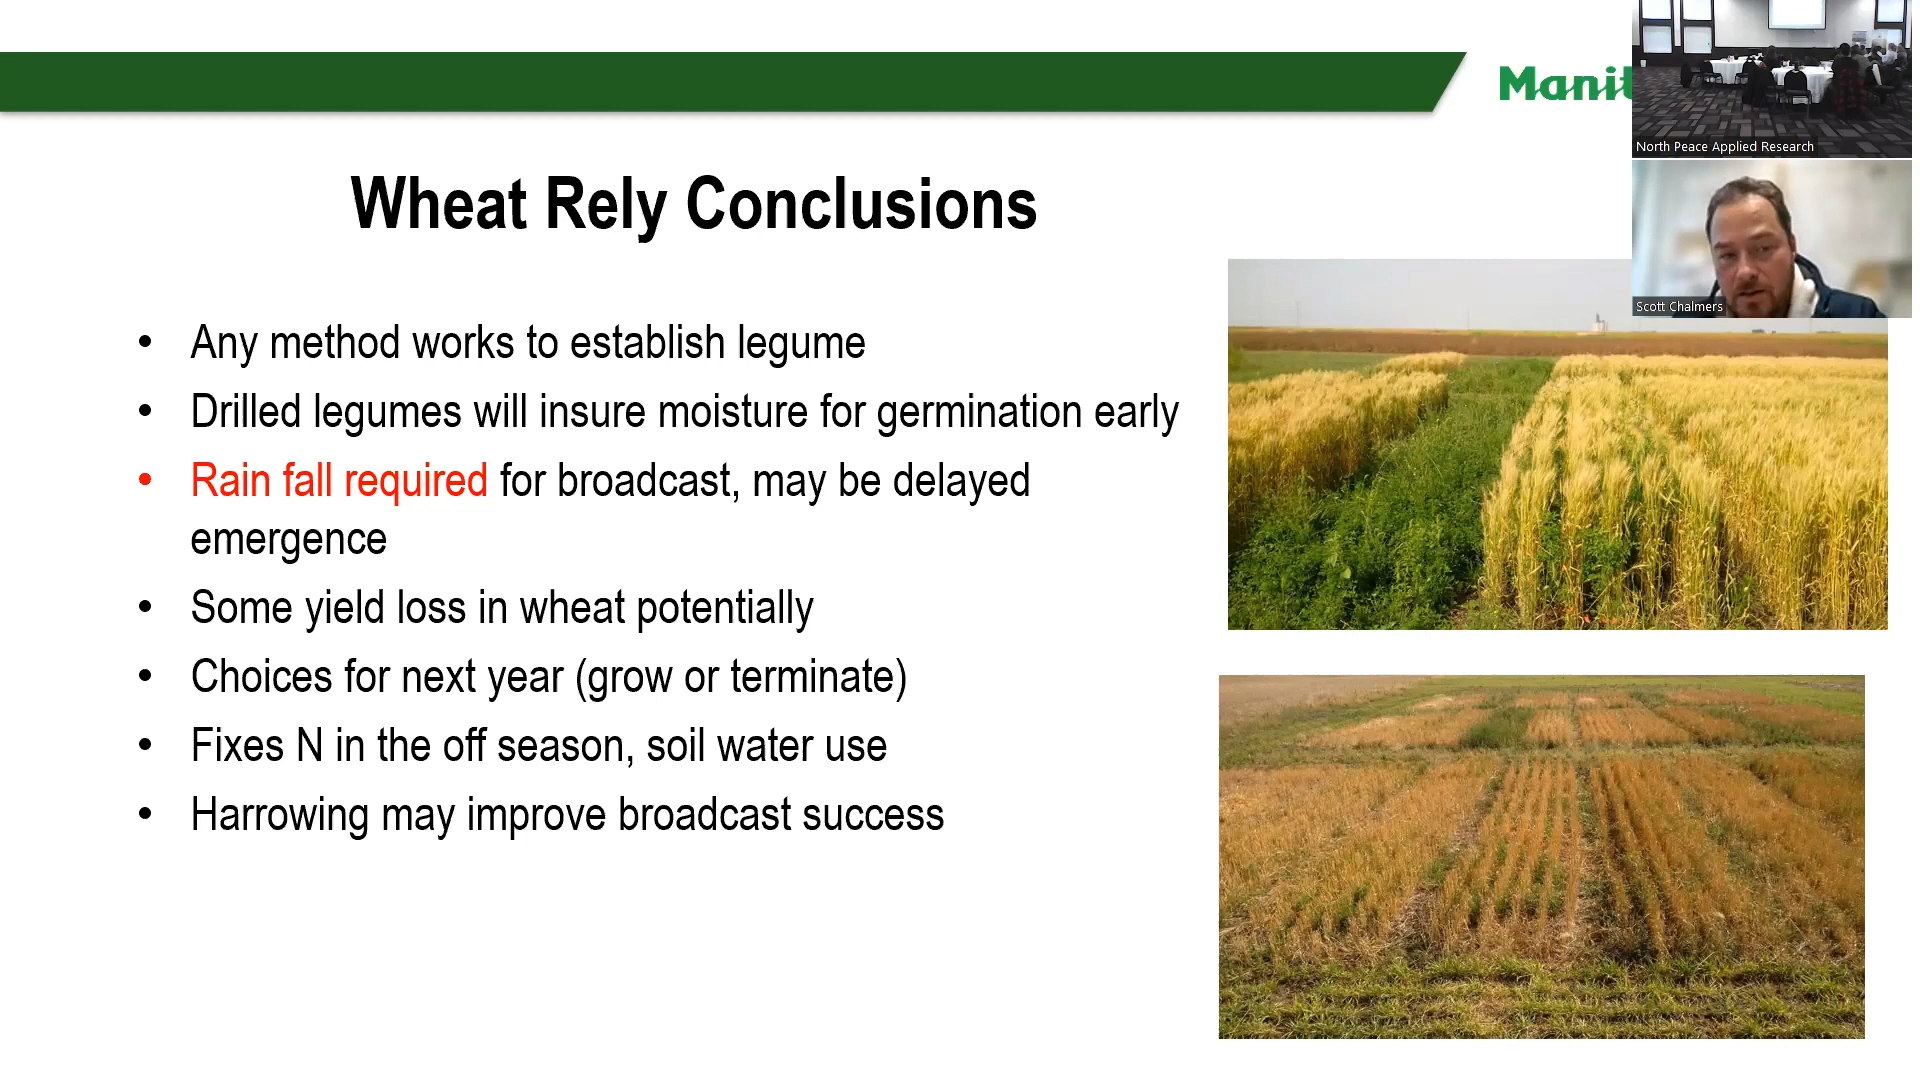 Manit
North Peace Applied Research
Wheat Rely Conclusions
Scott Chalmers
• Any method works to establish legume
• Drilled legumes will insure moisture for germination early
• Rain fall required for broadcast, may be delayed
emergence
• Some yield loss in wheat potentially
• Choices for next year (grow or terminate)
• Fixes N in the off season, soil water use
• Harrowing may improve broadcast success